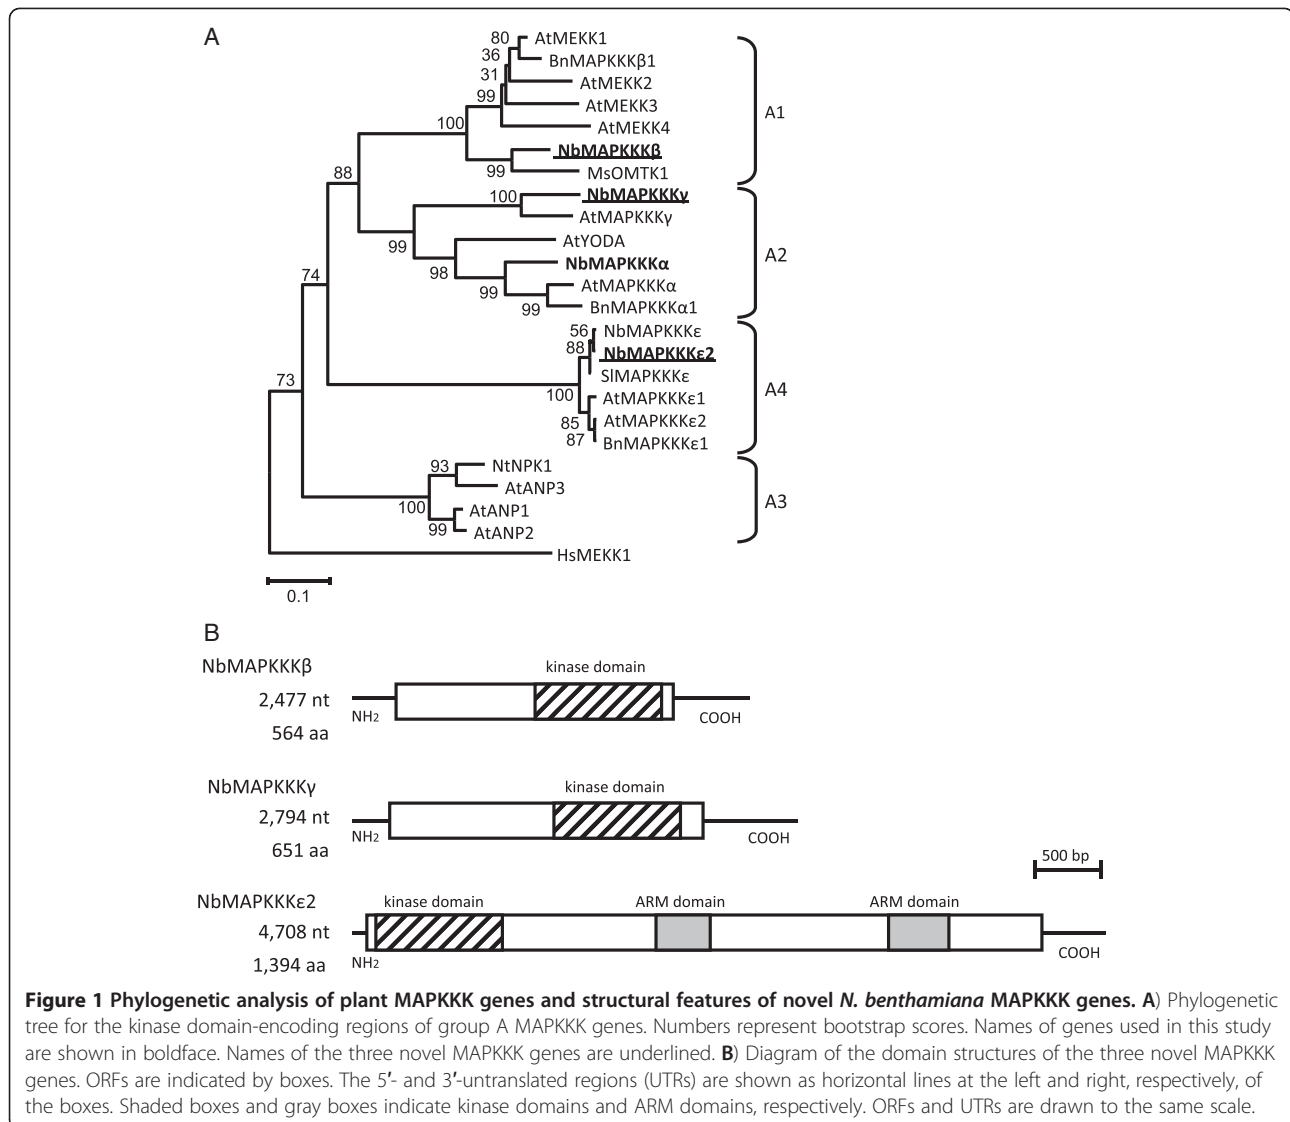 A
80
AtMEKK1
36
BnMAPKKKβ1
31
AtMEKK2
99
AtMEKK3
AtMEKK4
A1
100
NbMAPKKKβ
99
MsOMTK1
88
100
NbMAPKKKγ
AtMAPKKKγ
99
AtYODA
A2
98
NbMAPKKKα
74
99
AtMAPKKKα
99
BnMAPKKKα1
56
NbMAPKKKε
88
NbMAPKKKε2
SlMAPKKKε
73
100
AtMAPKKKε1
A4
85
AtMAPKKKε2
87
BnMAPKKKε1
93
NtNPK1
AtANP3
100
AtANP1
A3
99
AtANP2
HsMEKK1
0.1
B
NbMAPKKKβ
kinase domain
2,477 nt
NH2
COOH
564 aa
NbMAPKKKγ
kinase domain
2,794 nt
NH2
COOH
651 aa
500 bp
NbMAPKKKε2
kinase domain
ARM domain
ARM domain
4,708 nt
NH2
COOH
1,394 aa
Figure 1 Phylogenetic analysis of plant MAPKKK genes and structural features of novel N. benthamiana MAPKKK genes. A) Phylogenetic
tree for the kinase domain-encoding regions of group A MAPKKK genes. Numbers represent bootstrap scores. Names of genes used in this study
are shown in boldface. Names of the three novel MAPKKK genes are underlined. B) Diagram of the domain structures of the three novel MAPKKK
genes. ORFs are indicated by boxes. The 5′- and 3′-untranslated regions (UTRs) are shown as horizontal lines at the left and right, respectively, of
the boxes. Shaded boxes and gray boxes indicate kinase domains and ARM domains, respectively. ORFs and UTRs are drawn to the same scale.